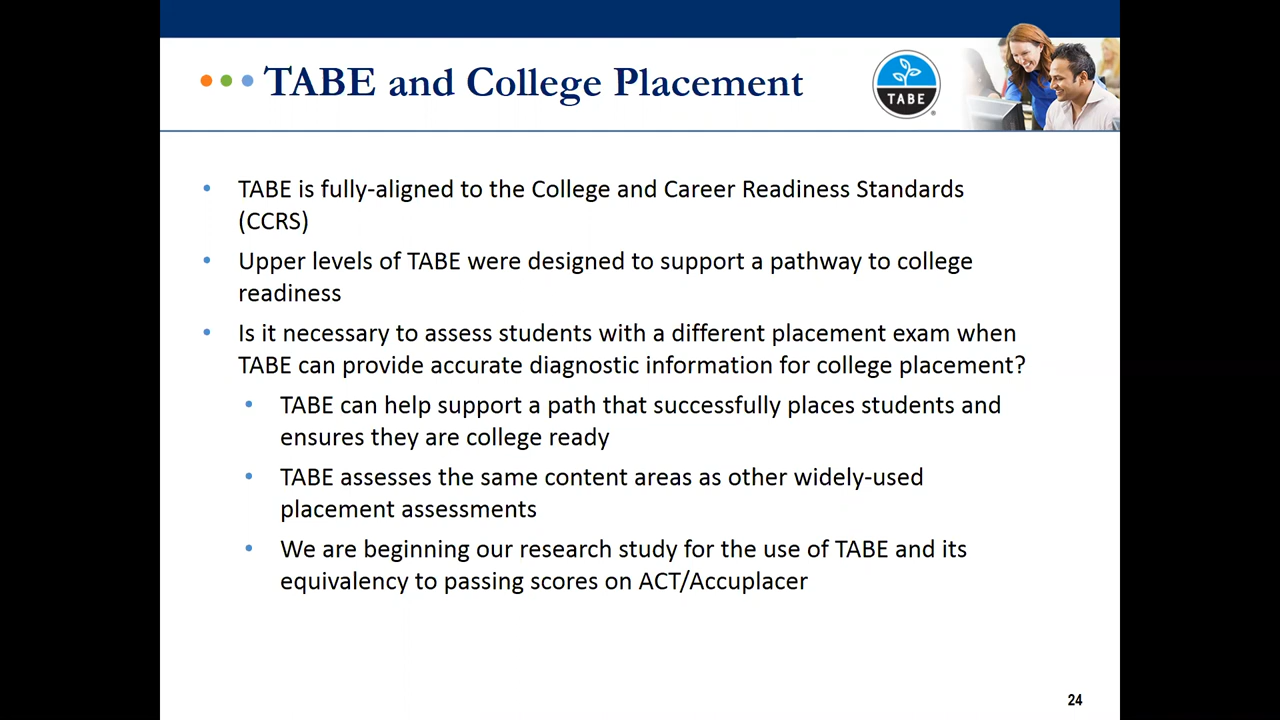 TABE and College Placement
TABE
®
• TABE is fully-aligned to the College and Career Readiness Standards
(CCRS)
• Upper levels of TABE were designed to support a pathway to college
readiness
• Is it necessary to assess students with a different placement exam when
TABE can provide accurate diagnostic information for college placement?
• TABE can help support a path that successfully places students and
ensures they are college ready
• TABE assesses the same content areas as other widely-used
placement assessments
• We are beginning our research study for the use of TABE and its
equivalency to passing scores on ACT/Accuplacer
24